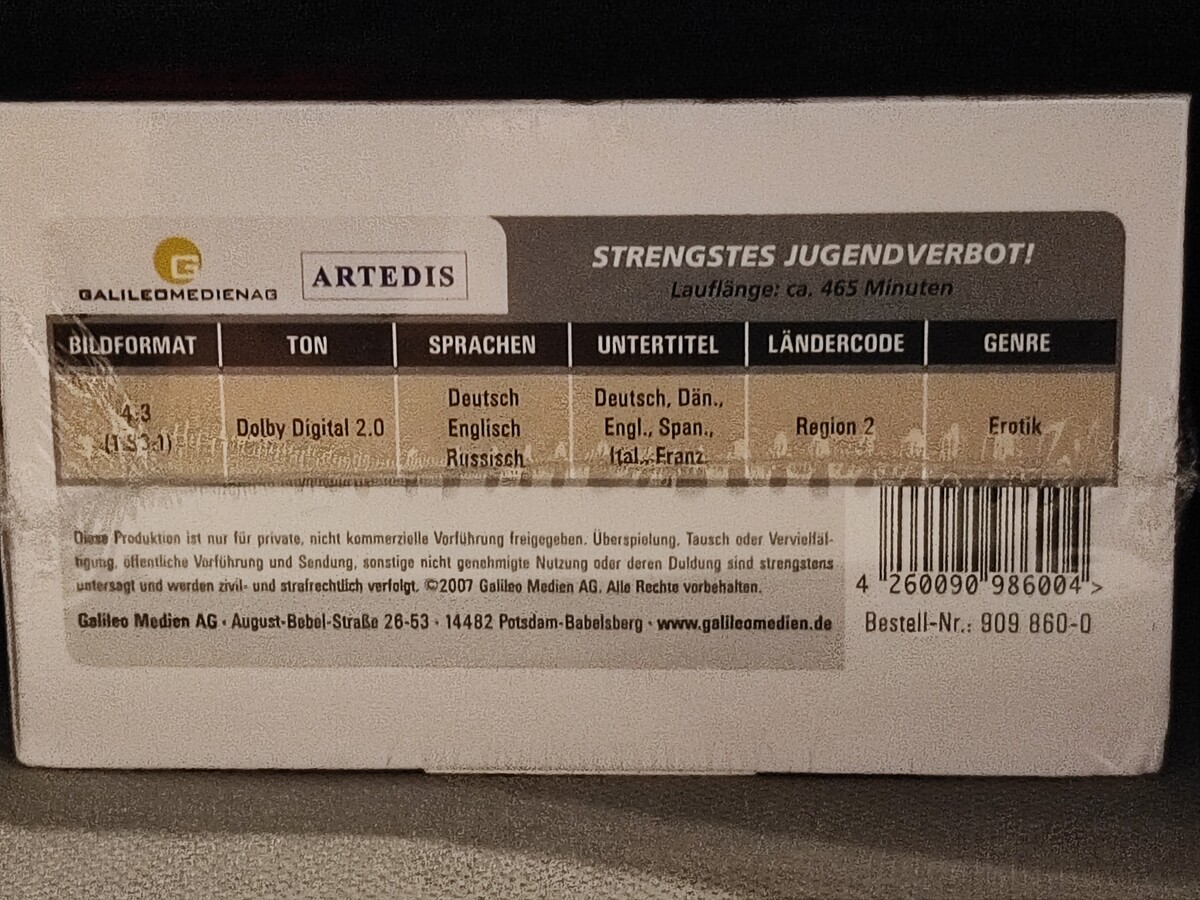 G
GALILEOMEDIENAG
ARTEDIS
STRENGSTES JUGENDVERBOT!
Lauflänge: ca. 465 Minuten
BILDFORMAT TON SPRACHEN UNTERTITEL LÄNDERCODE GENRE
4:3
(1,33:1)
Dolby Digital 2.0
Deutsch
Englisch
Russisch
Deutsch, Dän.,
Engl., Span.,
Ital., Franz.
Region 2
Erotik
Diese Produktion ist nur für private, nicht kommerzielle Vorführung freigegeben. Überspielung, Tausch oder Vervielfäl-
tigung, öffentliche Vorführung und Sendung, sonstige nicht genehmigte Nutzung oder deren Duldung sind strengstens
untersagt und werden zivil- und strafrechtlich verfolgt. ©2007 Galileo Medien AG. Alle Rechte vorbehalten.
Galileo Medien AG · August-Bebel-Straße 26-53 · 14482 Potsdam-Babelsberg · www.galileomedien.de
4 260090 986004 >
Bestell-Nr.: 909 860-0